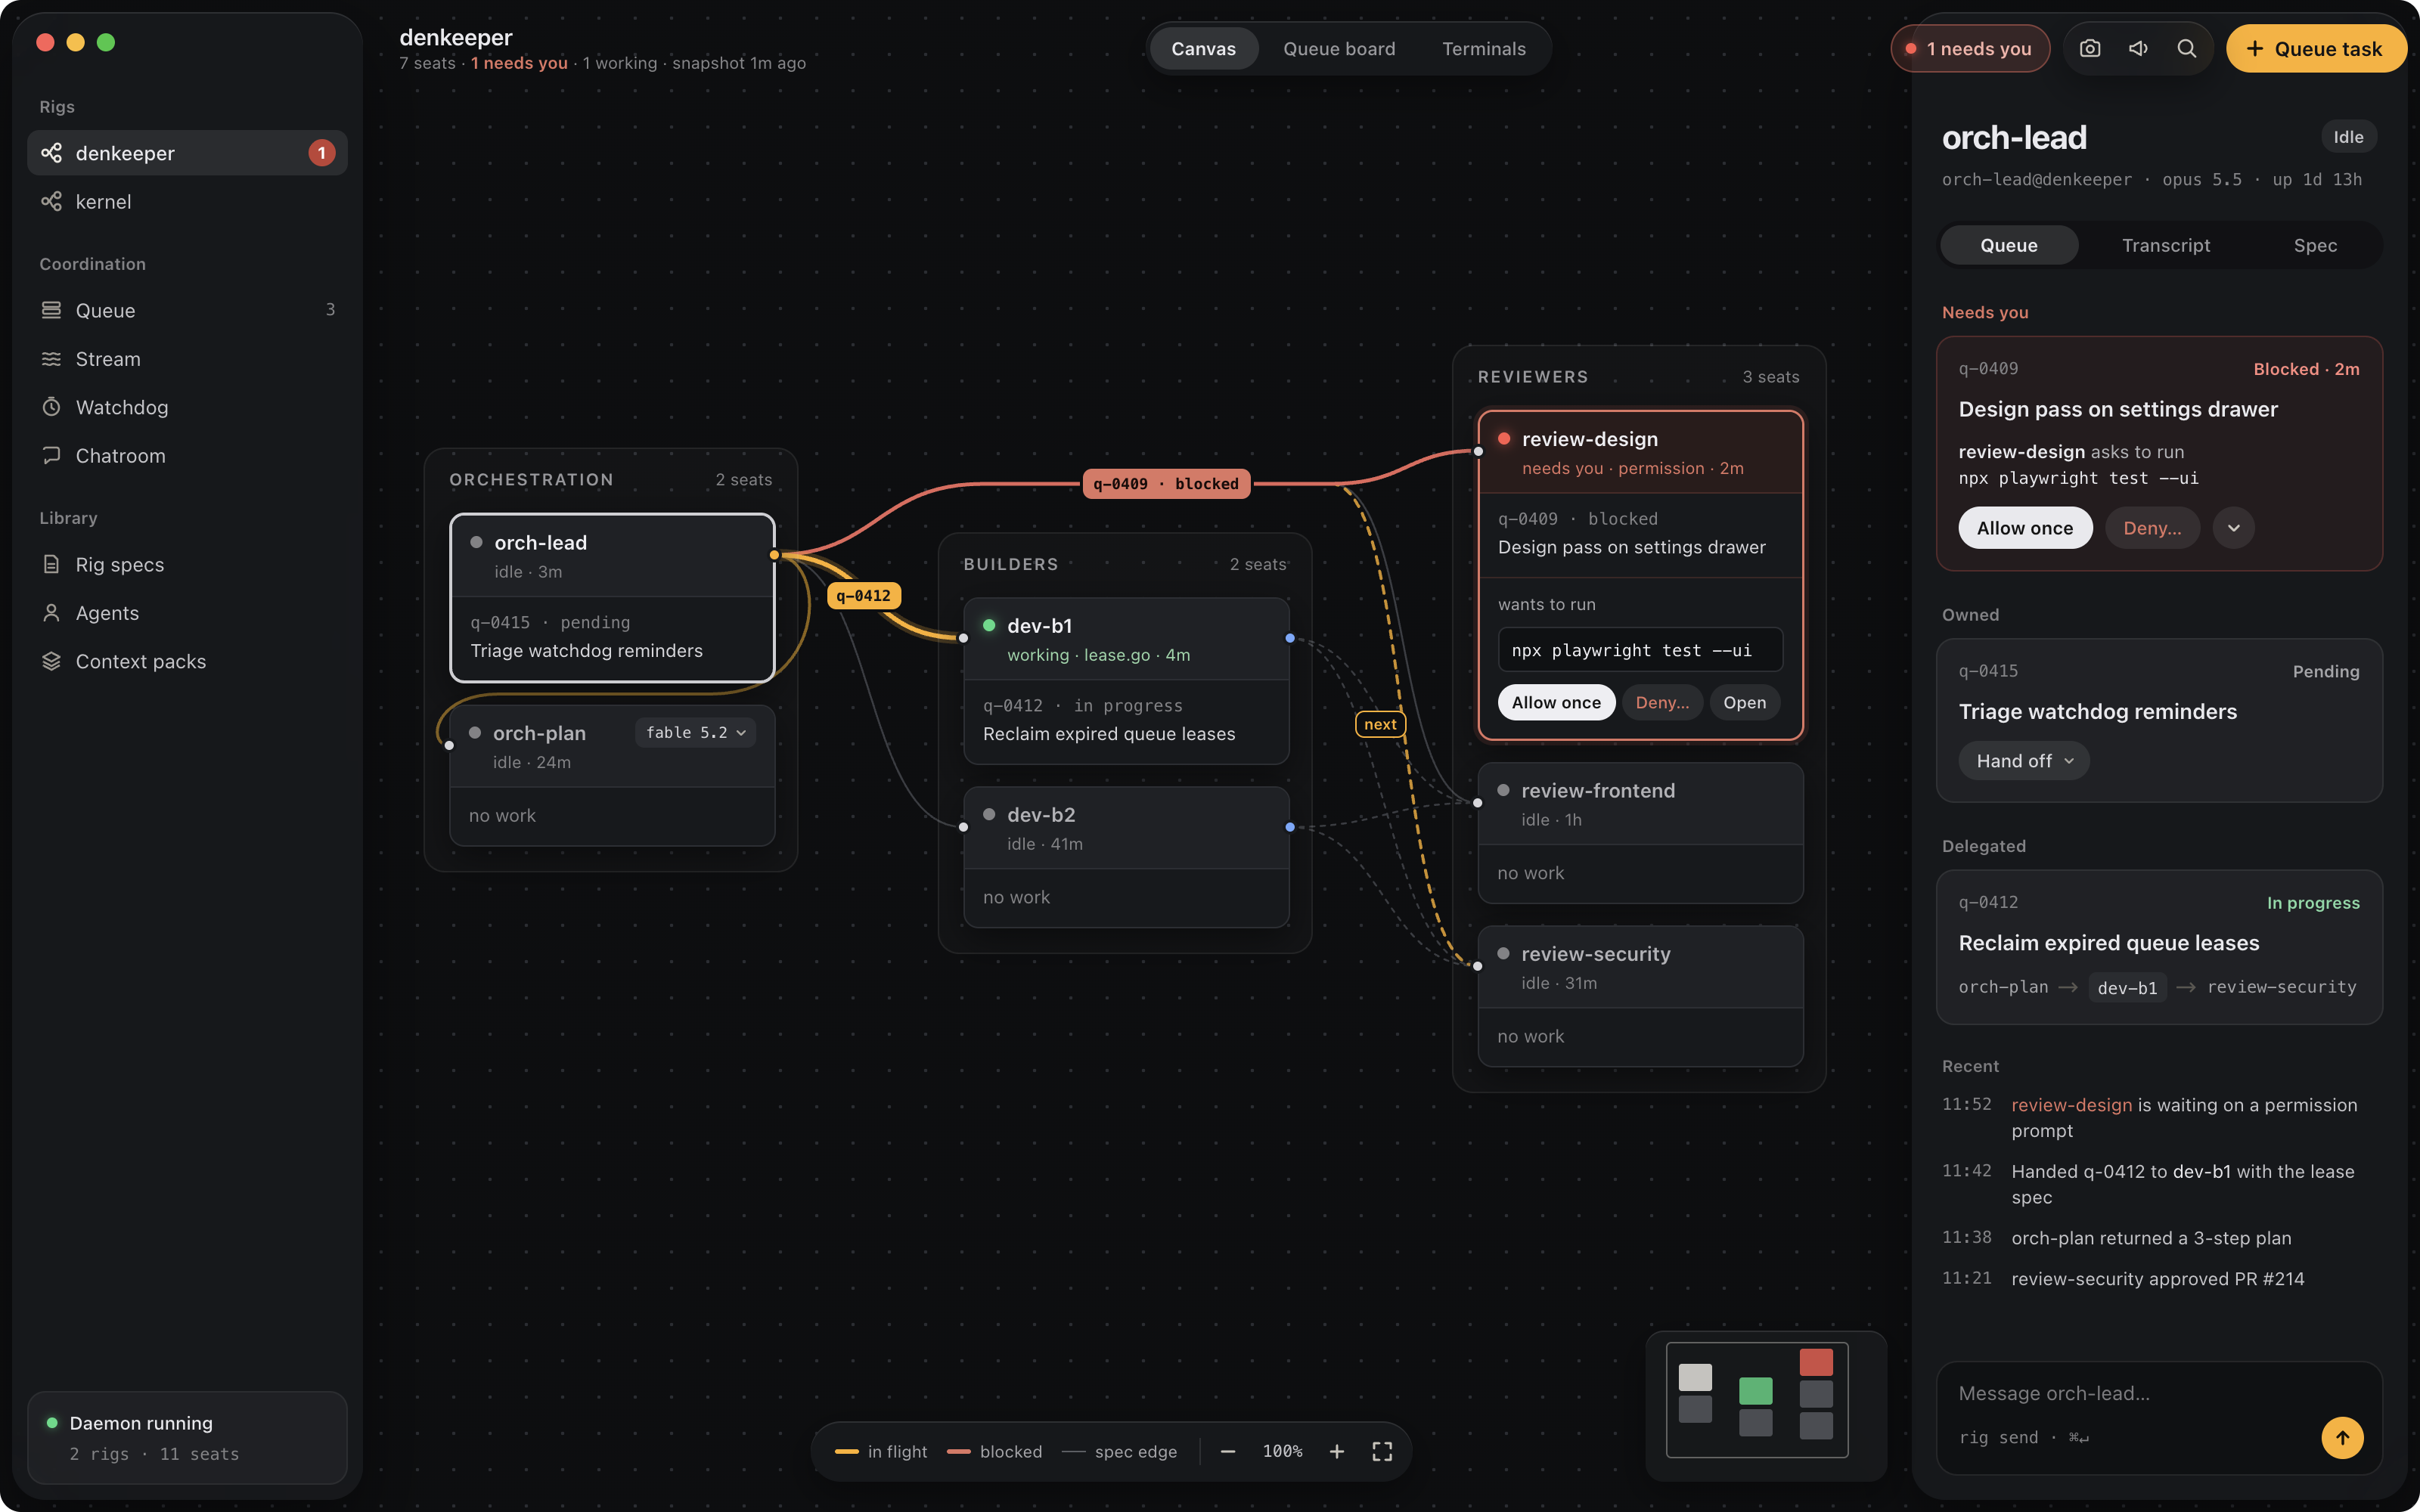 denkeeper
7 seats · 1 needs you · 1 working · snapshot 1m ago
Canvas
Queue board
Terminals
1 needs you
Queue task
Rigs
denkeeper
1
kernel
Coordination
Queue
3
Stream
Watchdog
Chatroom
Library
Rig specs
Agents
Context packs
Daemon running
2 rigs · 11 seats
ORCHESTRATION
2 seats
orch-lead
idle · 3m
q-0415 · pending
Triage watchdog reminders
orch-plan
fable 5.2
idle · 24m
no work
q-0409 · blocked
q-0412
BUILDERS
2 seats
dev-b1
working · lease.go · 4m
q-0412 · in progress
Reclaim expired queue leases
dev-b2
idle · 41m
no work
next
REVIEWERS
3 seats
review-design
needs you · permission · 2m
q-0409 · blocked
Design pass on settings drawer
wants to run
npx playwright test --ui
Allow once
Deny...
Open
review-frontend
idle · 1h
no work
review-security
idle · 31m
no work
in flight
blocked
spec edge
100%
orch-lead
Idle
orch-lead@denkeeper · opus 5.5 · up 1d 13h
Queue
Transcript
Spec
Needs you
q-0409
Blocked · 2m
Design pass on settings drawer
review-design asks to run
npx playwright test --ui
Allow once
Deny...
Owned
q-0415
Pending
Triage watchdog reminders
Hand off
Delegated
q-0412
In progress
Reclaim expired queue leases
orch-plan → dev-b1 → review-security
Recent
11:52 review-design is waiting on a permission
prompt
11:42 Handed q-0412 to dev-b1 with the lease
spec
11:38 orch-plan returned a 3-step plan
11:21 review-security approved PR #214
Message orch-lead...
rig send · ⌘↵